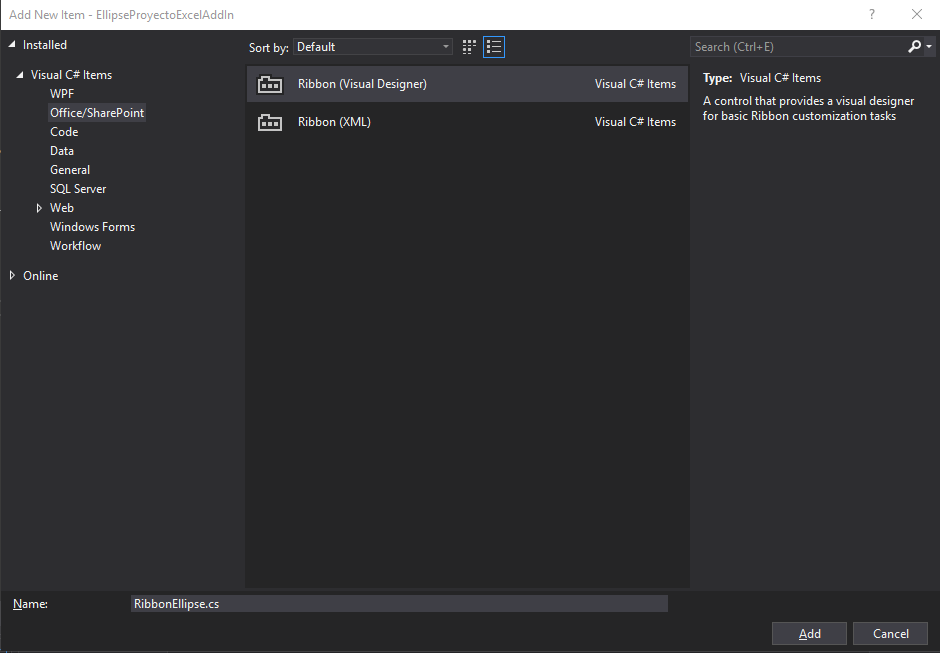 Add New Item - EllipseProyectoExcelAddIn
?
Installed
Visual C# Items
WPF
Office/SharePoint
Code
Data
General
SQL Server
Web
Windows Forms
Workflow
Online
Sort by: Default
Ribbon (Visual Designer) Visual C# Items
Ribbon (XML) Visual C# Items
Search (Ctrl+E)
Type: Visual C# Items
A control that provides a visual designer
for basic Ribbon customization tasks
Name: RibbonEllipse.cs
Add Cancel